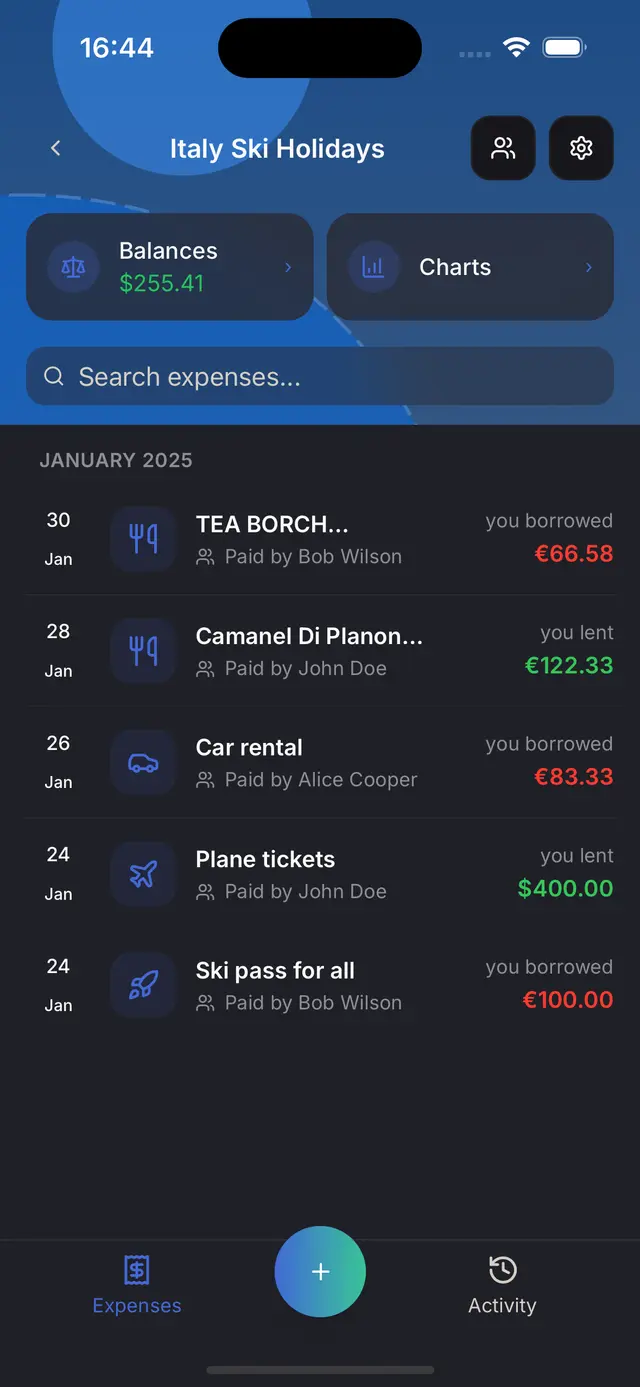 16:44
Italy Ski Holidays
Balances
$255.41
Charts
Search expenses...
JANUARY 2025
30
Jan
TEA BORCH...
Paid by Bob Wilson
you borrowed
€66.58
28
Jan
Camanel Di Planon...
Paid by John Doe
you lent
€122.33
26
Jan
Car rental
Paid by Alice Cooper
you borrowed
€83.33
24
Jan
Plane tickets
Paid by John Doe
you lent
$400.00
24
Jan
Ski pass for all
Paid by Bob Wilson
you borrowed
€100.00
Expenses
+
Activity